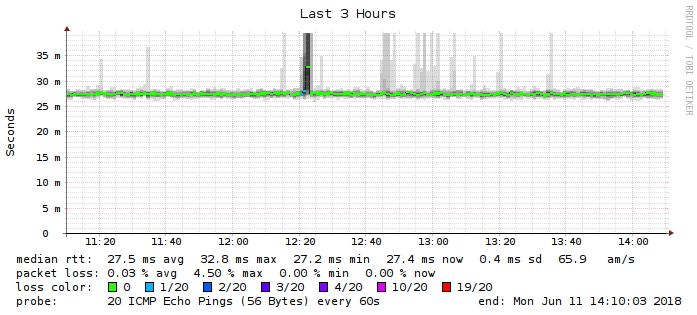 Last 3 Hours
RRDTOOL / TOBI OETIKER
Seconds
35 m
30 m
25 m
20 m
15 m
10 m
5 m
0
11:20 11:40 12:00 12:20 12:40 13:00 13:20 13:40 14:00
median rtt: 27.5 ms avg 32.8 ms max 27.2 ms min 27.4 ms now 0.4 ms sd 65.9 am/s
packet loss: 0.03 % avg 4.50 % max 0.00 % min 0.00 % now
loss color: 0 1/20 2/20 3/20 4/20 10/20 19/20
probe: 20 ICMP Echo Pings (56 Bytes) every 60s end: Mon Jun 11 14:10:03 2018